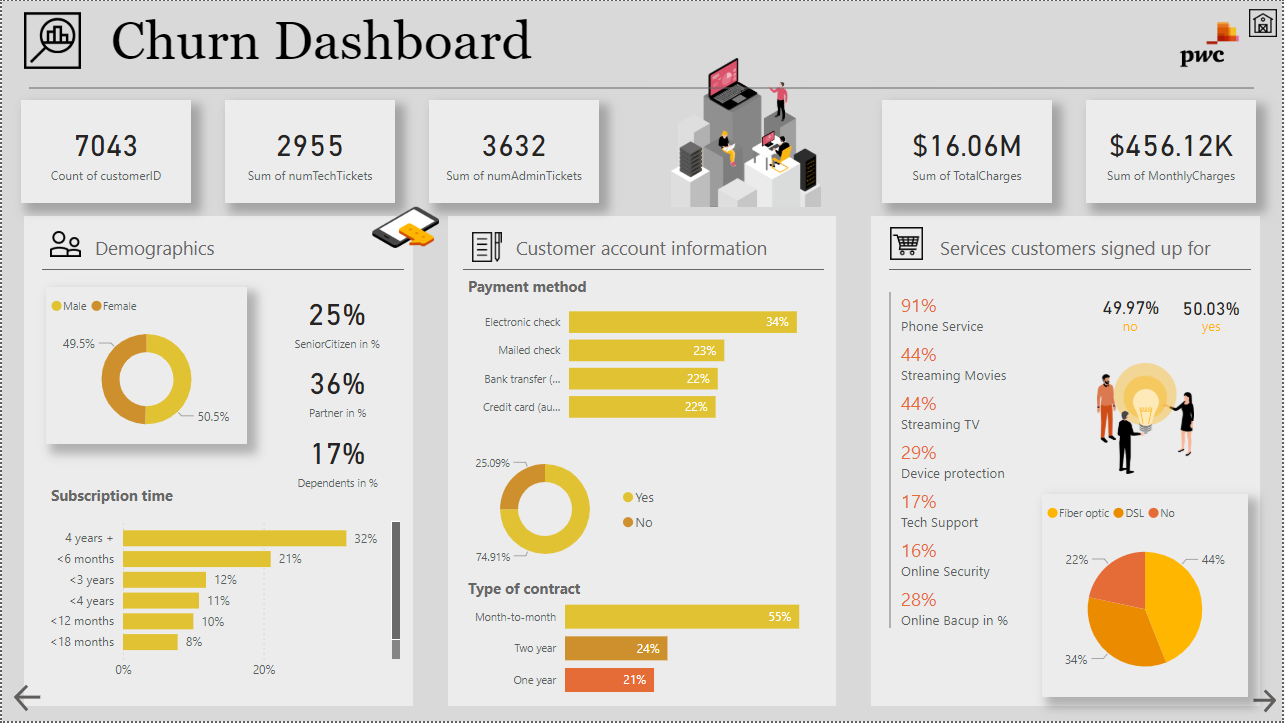 Churn Dashboard
pwc
7043
Count of customerID
2955
Sum of numTechTickets
3632
Sum of numAdminTickets
$16.06M
Sum of TotalCharges
$456.12K
Sum of MonthlyCharges
Demographics
Male Female
49.5%
50.5%
25%
SeniorCitizen in %
36%
Partner in %
17%
Dependents in %
Subscription time
4 years + 32%
<6 months 21%
<3 years 12%
<4 years 11%
<12 months 10%
<18 months 8%
0% 20%
Customer account information
Payment method
Electronic check 34%
Mailed check 23%
Bank transfer (... 22%
Credit card (au... 22%
25.09%
74.91%
Yes
No
Type of contract
Month-to-month 55%
Two year 24%
One year 21%
Services customers signed up for
91%
Phone Service
44%
Streaming Movies
44%
Streaming TV
29%
Device protection
17%
Tech Support
16%
Online Security
28%
Online Bacup in %
49.97% 50.03%
no yes
Fiber optic DSL No
22% 44%
34%